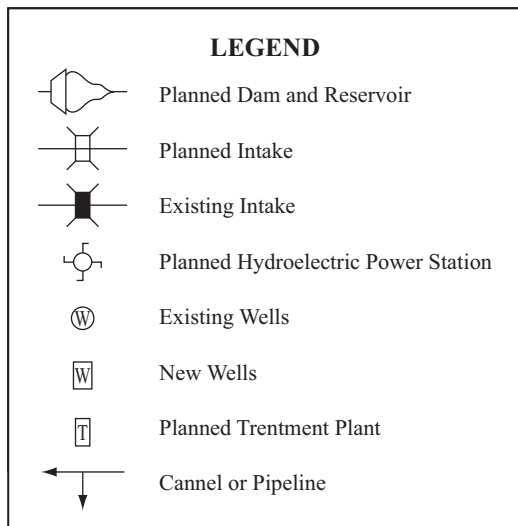 LEGEND
Planned Dam and Reservoir
Planned Intake
Existing Intake
Planned Hydroelectric Power Station
W Existing Wells
W New Wells
T Planned Trentment Plant
Cannel or Pipeline